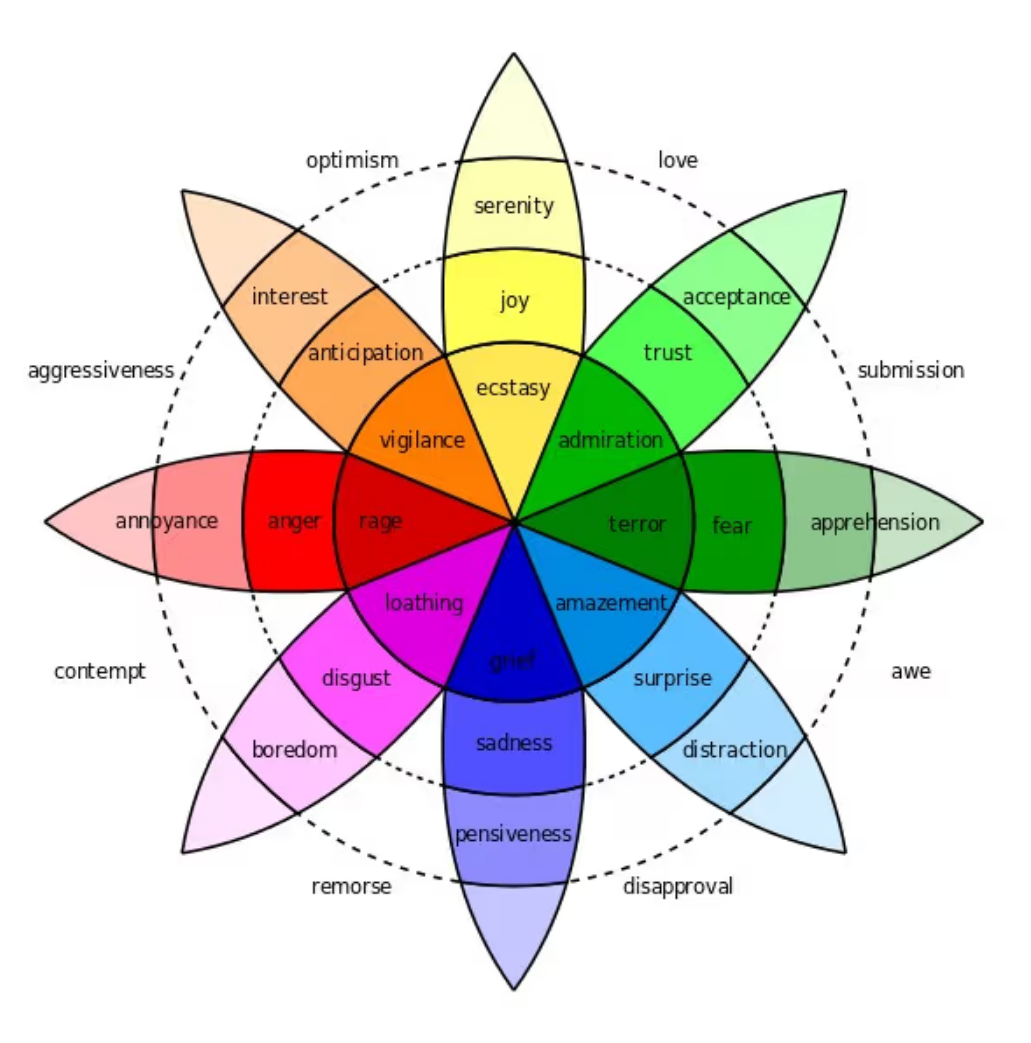 optimism
love
serenity
interest
joy
acceptance
anticipation
trust
aggressiveness
ecstasy
submission
vigilance
admiration
annoyance
anger
rage
terror
fear
apprehension
loathing
amazement
contempt
grief
awe
disgust
surprise
boredom
sadness
distraction
pensiveness
remorse
disapproval